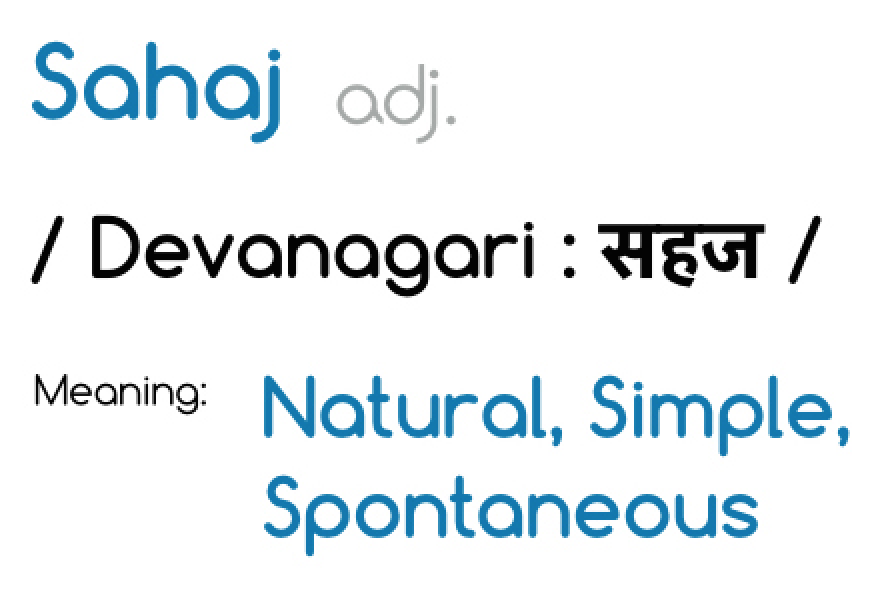 Sahaj adj.
/ Devanagari : सहज /
Meaning: Natural, Simple,
Spontaneous